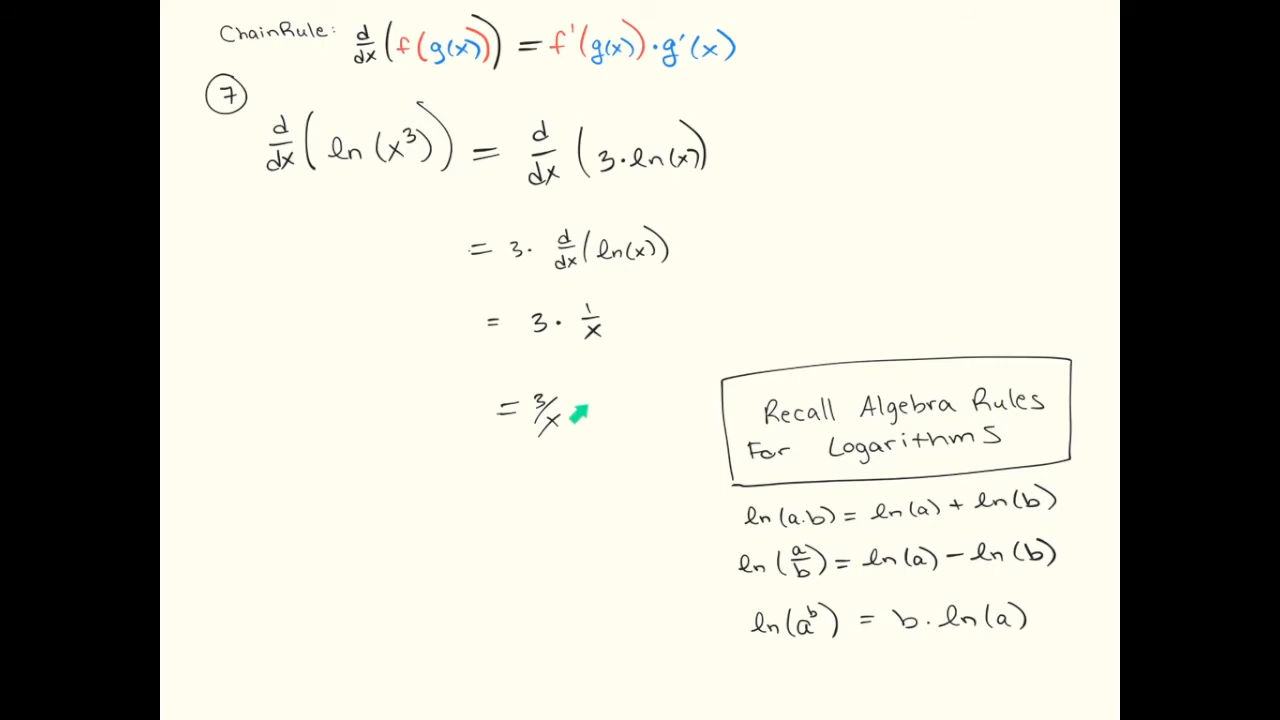 ChainRule: d/dx (f(g(x))) = f'(g(x)) · g'(x)
7
d/dx (ln(x³)) = d/dx (3·ln(x))
= 3· d/dx (ln(x))
= 3 · 1/x
= 3/x
Recall Algebra Rules
For Logarithms
ln(a.b) = ln(a) + ln(b)
ln(a/b) = ln(a) − ln(b)
ln(aᵇ) = b. ln(a)